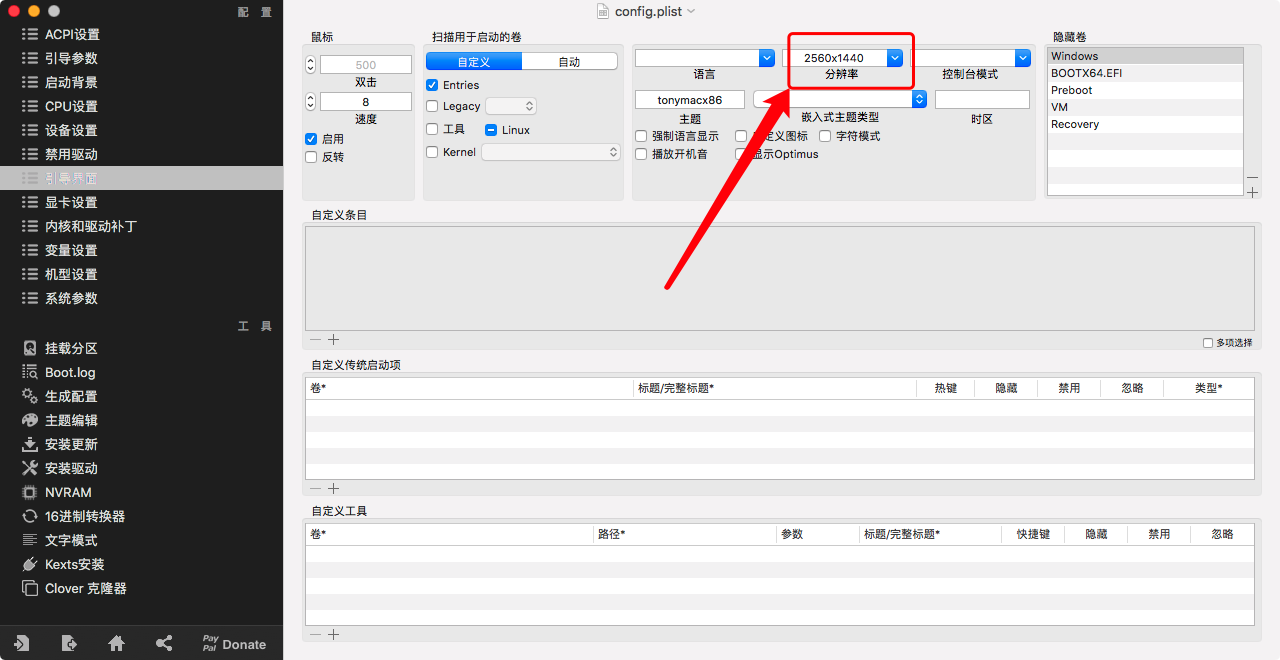 配 置
ACPI设置
引导参数
启动背景
CPU设置
设备设置
禁用驱动
引导界面
显卡设置
内核和驱动补丁
变量设置
机型设置
系统参数
工 具
挂载分区
Boot.log
生成配置
主题编辑
安装更新
安装驱动
NVRAM
16进制转换器
文字模式
Kexts安装
Clover 克隆器
Pay
Pal
Donate
config.plist
鼠标
500
双击
8
速度
启用
反转
扫描用于启动的卷
自定义
自动
Entries
Legacy
工具
Linux
Kernel
语言
2560x1440
分辨率
控制台模式
tonymacx86
主题
嵌入式主题类型
时区
强制语言显示
定义图标
字符模式
播放开机音
显示Optimus
隐藏卷
Windows
BOOTX64.EFI
Preboot
VM
Recovery
自定义条目
多项选择
自定义传统启动项
卷* 标题/完整标题* 热键 隐藏 禁用 忽略 类型*
自定义工具
卷* 路径* 参数 标题/完整标题* 快捷键 隐藏 禁用 忽略